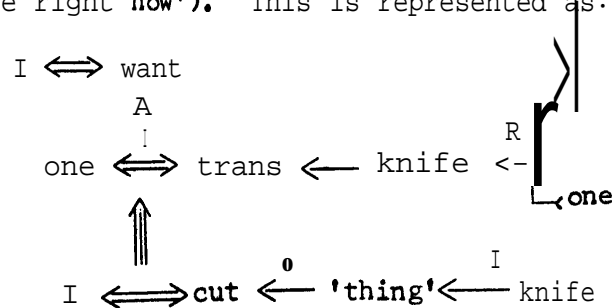 e right now'). This is represented as:
I ⟺ want
A
I
R
one ⟺ trans ⟵ knife <-
one
o
I
I ⟺ cut ⟵ 'thing' ⟵ knife